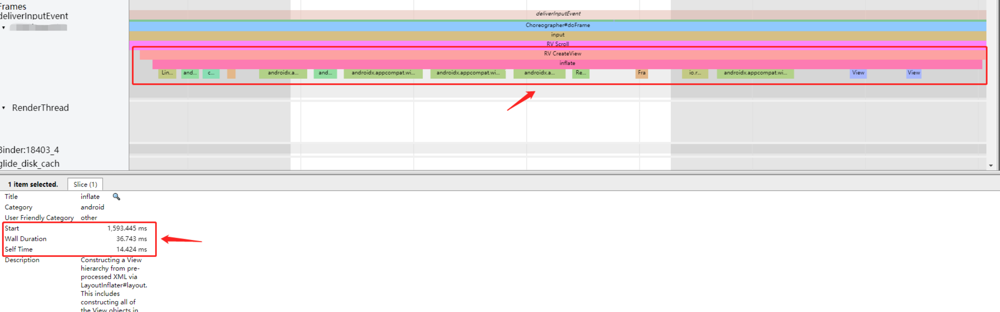 Frames
deliverInputEvent
deliverInputEvent
Choreographer#doFrame
input
RV Scroll
RV CreateView
inflate
Lin... and... c... androidx.a... and... androidx.appcompat.wi... androidx.appcompat.wi... androidx.a... Re... Fra io.r... androidx.appcompat.wi... View View
RenderThread
Binder:18403_4
glide_disk_cach
1 item selected. Slice (1)
Title inflate
Category android
User Friendly Category other
Start 1,593.445 ms
Wall Duration 36.743 ms
Self Time 14.424 ms
Description Constructing a View
hierarchy from pre-
processed XML via
LayoutInflater#layout.
This includes
constructing all of
the View objects in